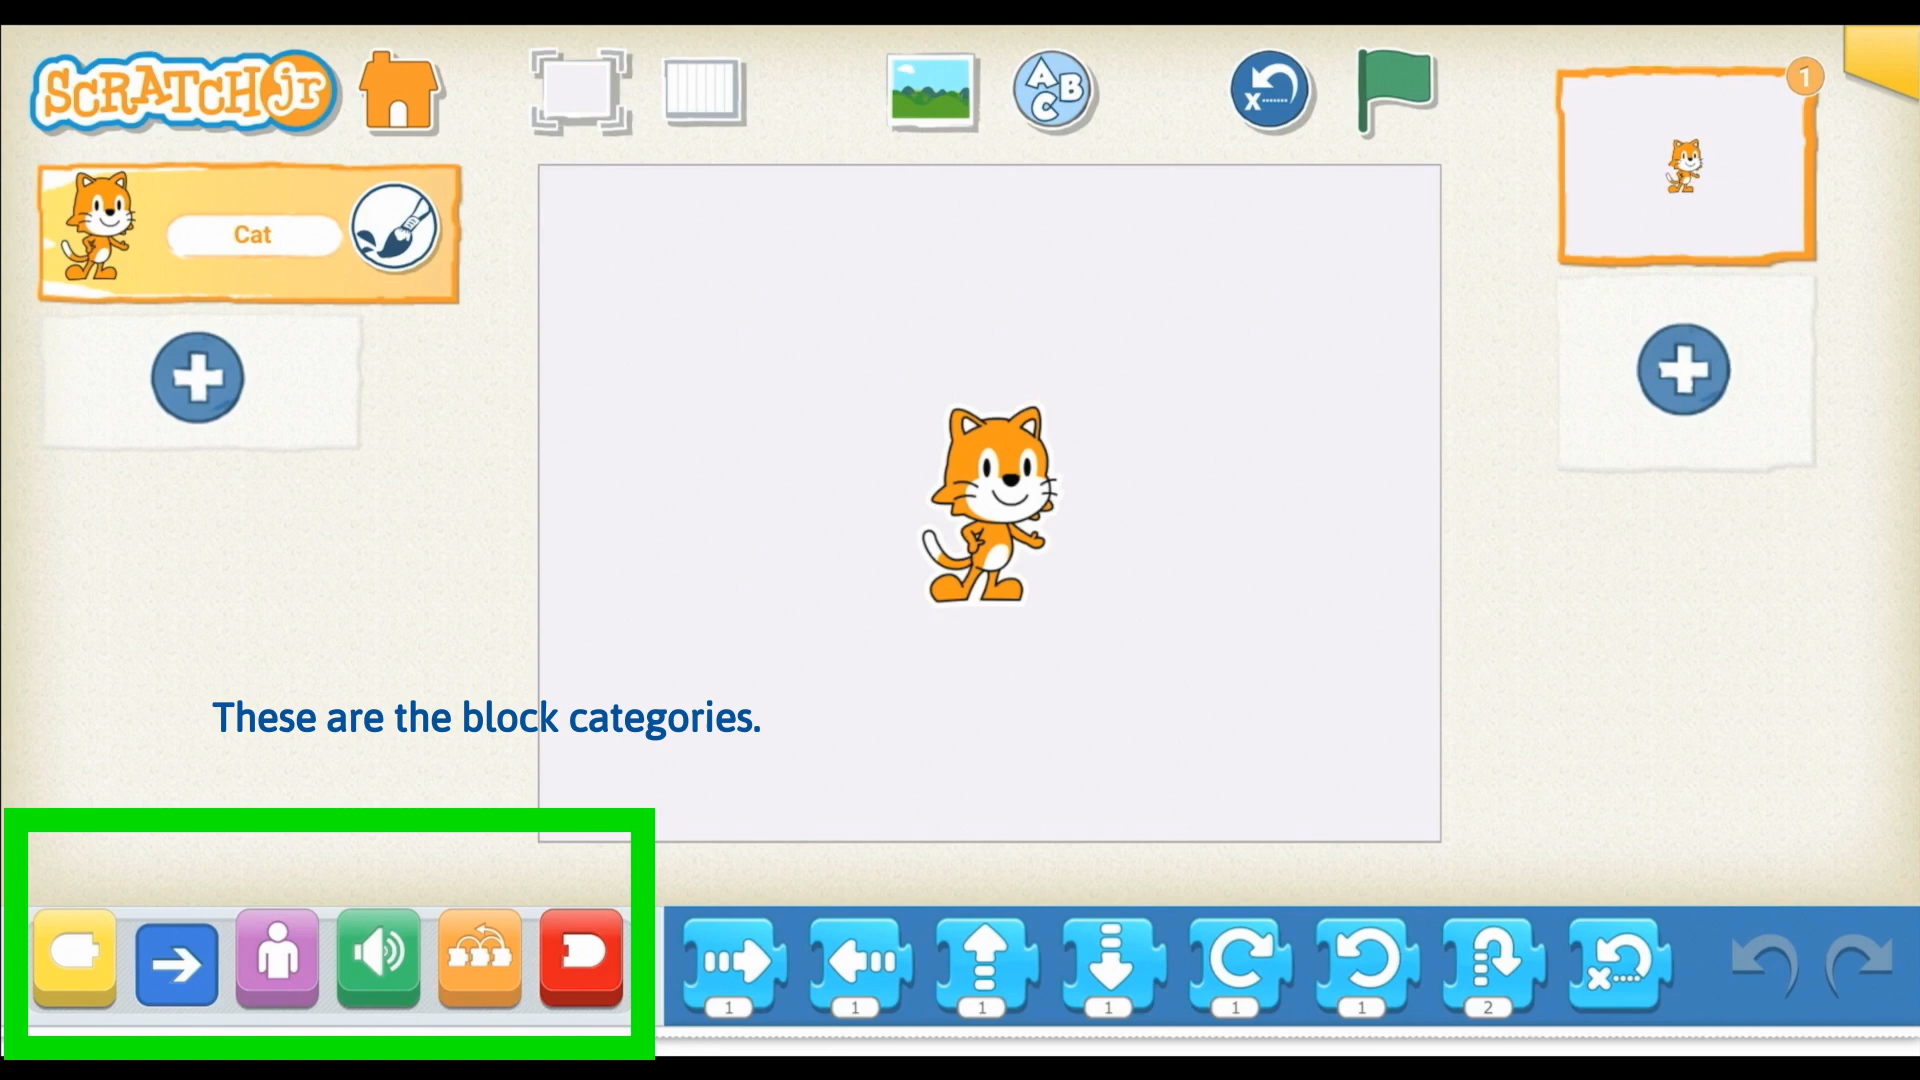 SCRATCH jr
A B C
x
1
Cat
These are the block categories.
1 1 1 1 1 1 2 x